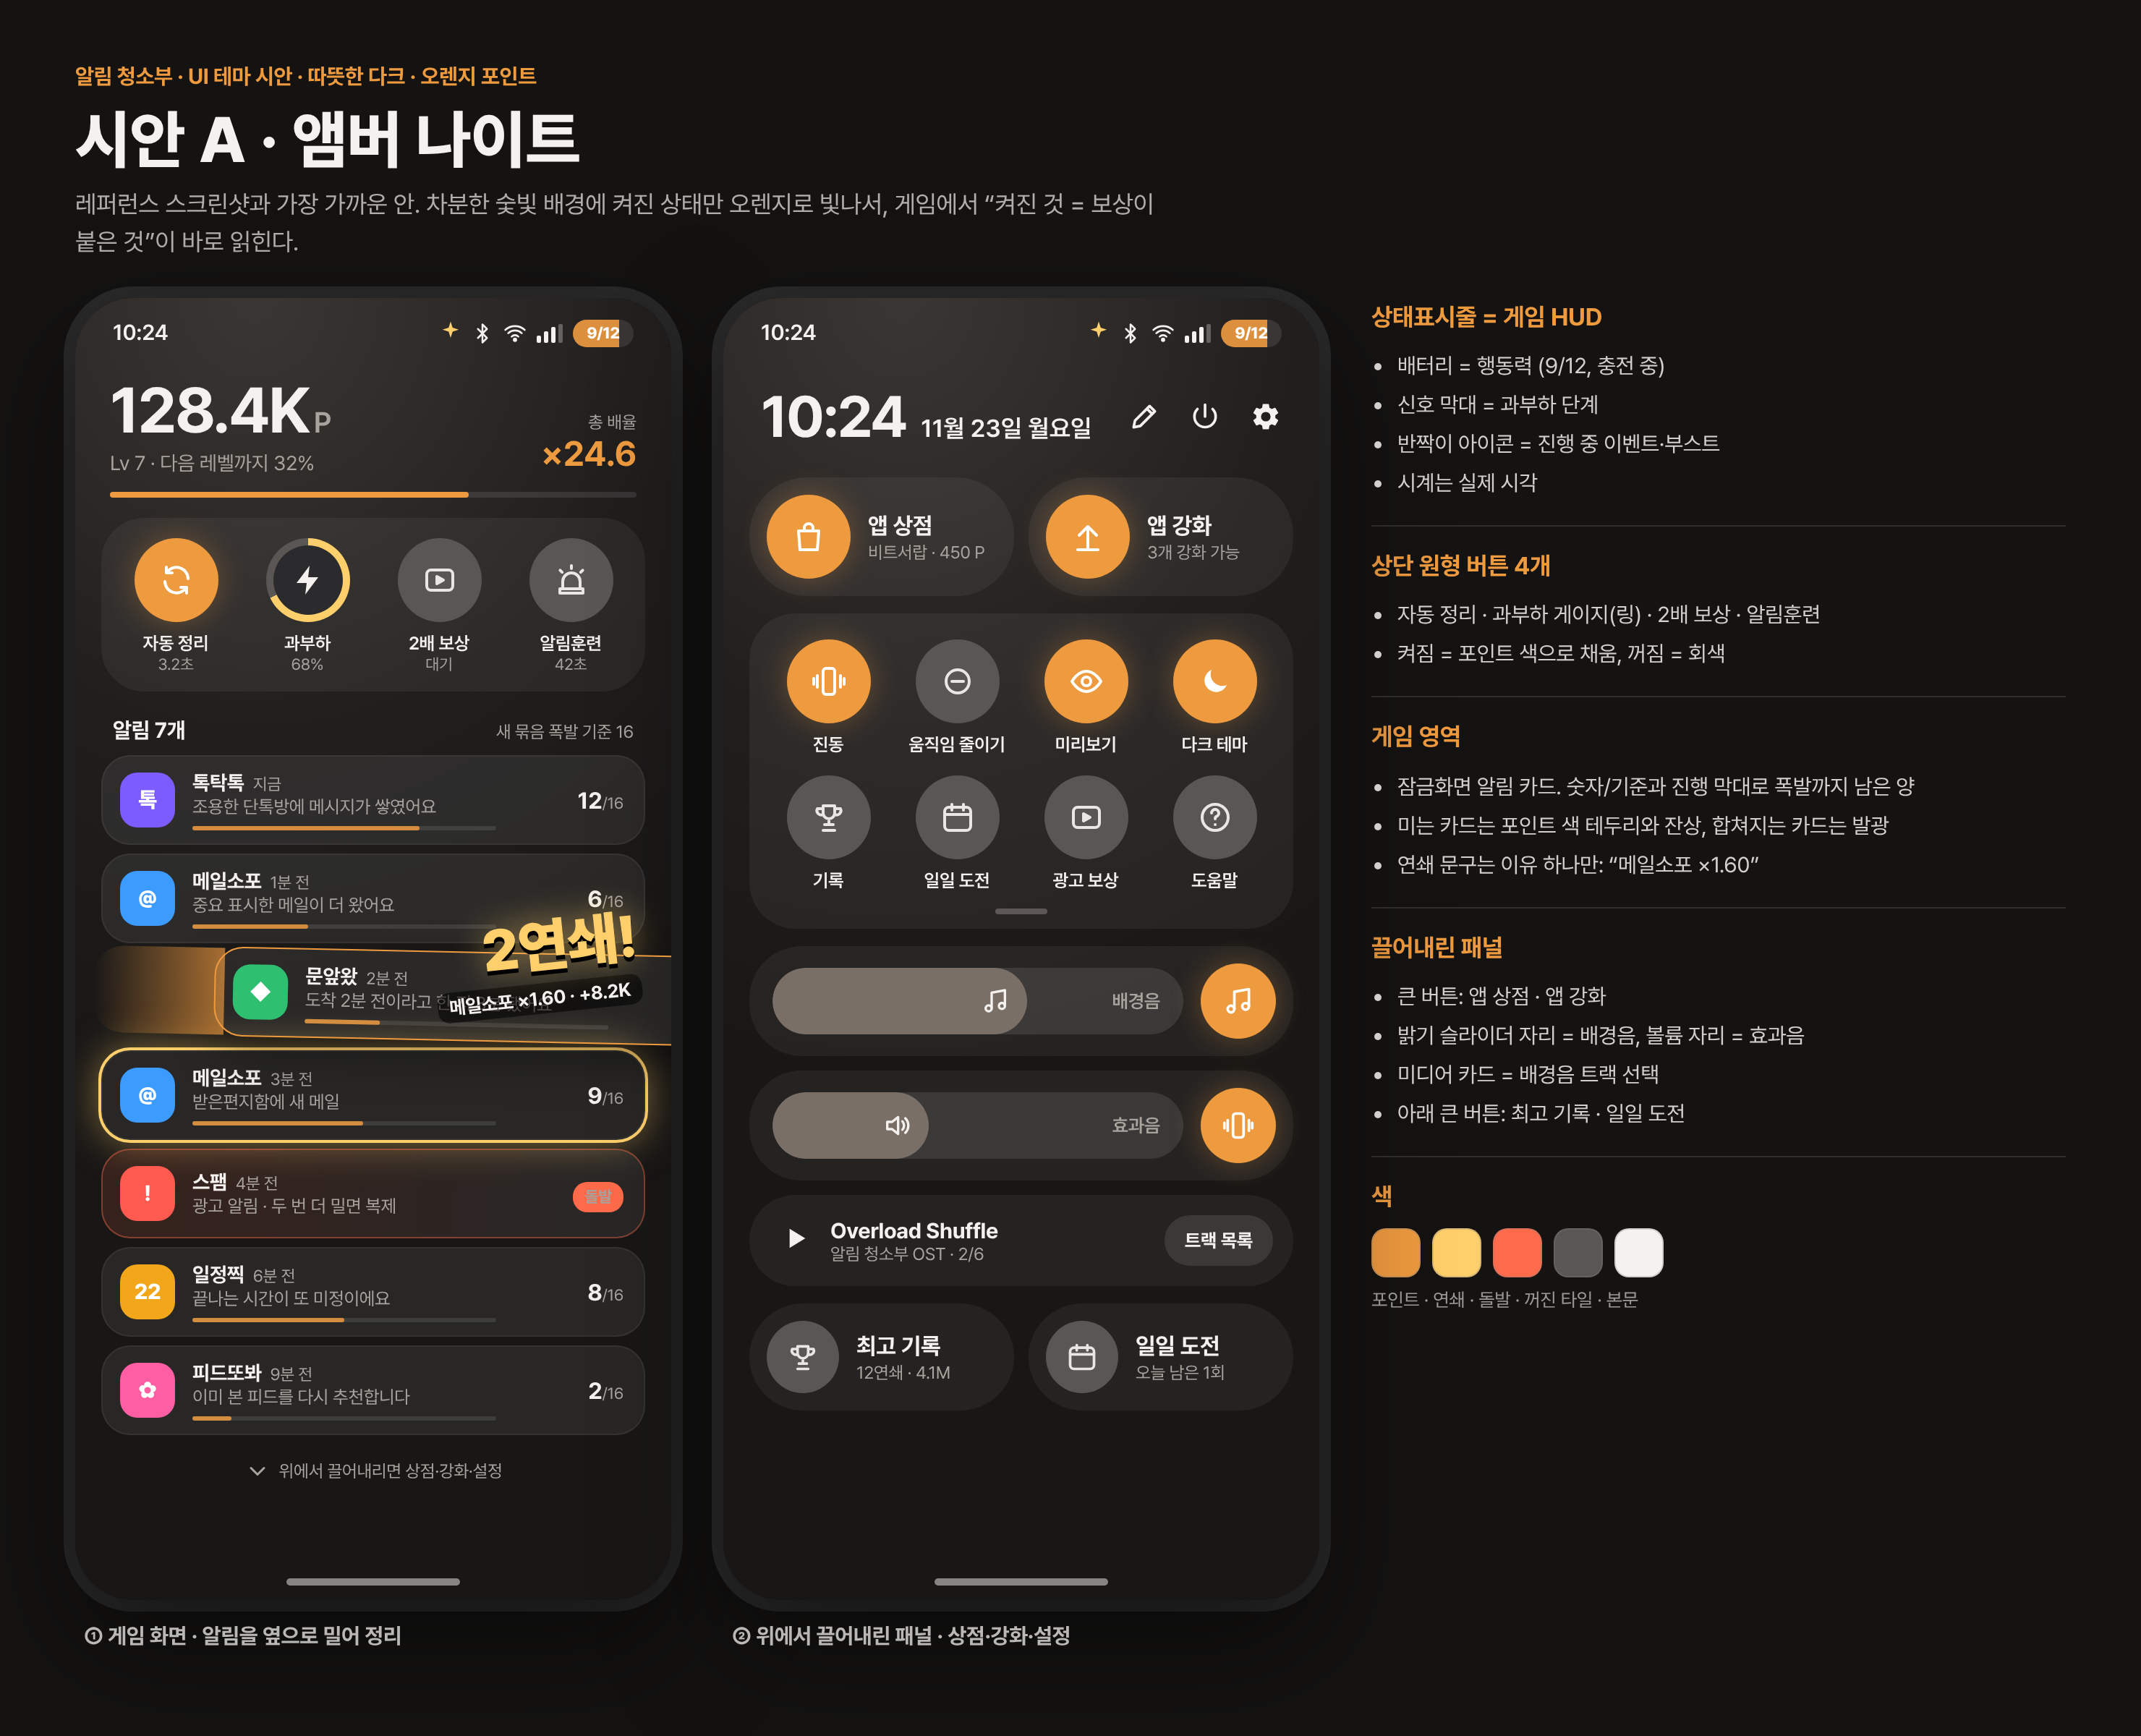 알림 청소부 · UI 테마 시안 · 따뜻한 다크 · 오렌지 포인트
시안 A · 앰버 나이트
레퍼런스 스크린샷과 가장 가까운 안. 차분한 숯빛 배경에 켜진 상태만 오렌지로 빛나서, 게임에서 “켜진 것 = 보상이
붙은 것”이 바로 읽힌다.
10:24
9/12
128.4K P
총 배율
×24.6
Lv 7 · 다음 레벨까지 32%
자동 정리
3.2초
과부하
68%
2배 보상
대기
알림훈련
42초
알림 7개
새 묶음 폭발 기준 16
톡
톡탁톡 지금
조용한 단톡방에 메시지가 쌓였어요
12/16
@
메일소포 1분 전
중요 표시한 메일이 더 왔어요
6/16
2연쇄!
메일소포 ×1.60 · +8.2K
문앞왔 2분 전
도착 2분 전이라고
@
메일소포 3분 전
받은편지함에 새 메일
9/16
!
스팸 4분 전
광고 알림 · 두 번 더 밀면 복제
돌발
22
일정찍 6분 전
끝나는 시간이 또 미정이에요
8/16
피드또봐 9분 전
이미 본 피드를 다시 추천합니다
2/16
위에서 끌어내리면 상점·강화·설정
① 게임 화면 · 알림을 옆으로 밀어 정리
10:24
9/12
10:24 11월 23일 월요일
앱 상점
비트서랍 · 450 P
앱 강화
3개 강화 가능
진동
움직임 줄이기
미리보기
다크 테마
기록
일일 도전
광고 보상
도움말
배경음
효과음
Overload Shuffle
알림 청소부 OST · 2/6
트랙 목록
최고 기록
12연쇄 · 4.1M
일일 도전
오늘 남은 1회
② 위에서 끌어내린 패널 · 상점·강화·설정
상태표시줄 = 게임 HUD
• 배터리 = 행동력 (9/12, 충전 중)
• 신호 막대 = 과부하 단계
• 반짝이 아이콘 = 진행 중 이벤트·부스트
• 시계는 실제 시각
상단 원형 버튼 4개
• 자동 정리 · 과부하 게이지(링) · 2배 보상 · 알림훈련
• 켜짐 = 포인트 색으로 채움, 꺼짐 = 회색
게임 영역
• 잠금화면 알림 카드. 숫자/기준과 진행 막대로 폭발까지 남은 양
• 미는 카드는 포인트 색 테두리와 잔상, 합쳐지는 카드는 발광
• 연쇄 문구는 이유 하나만: “메일소포 ×1.60”
끌어내린 패널
• 큰 버튼: 앱 상점 · 앱 강화
• 밝기 슬라이더 자리 = 배경음, 볼륨 자리 = 효과음
• 미디어 카드 = 배경음 트랙 선택
• 아래 큰 버튼: 최고 기록 · 일일 도전
색
포인트 · 연쇄 · 돌발 · 꺼진 타일 · 본문